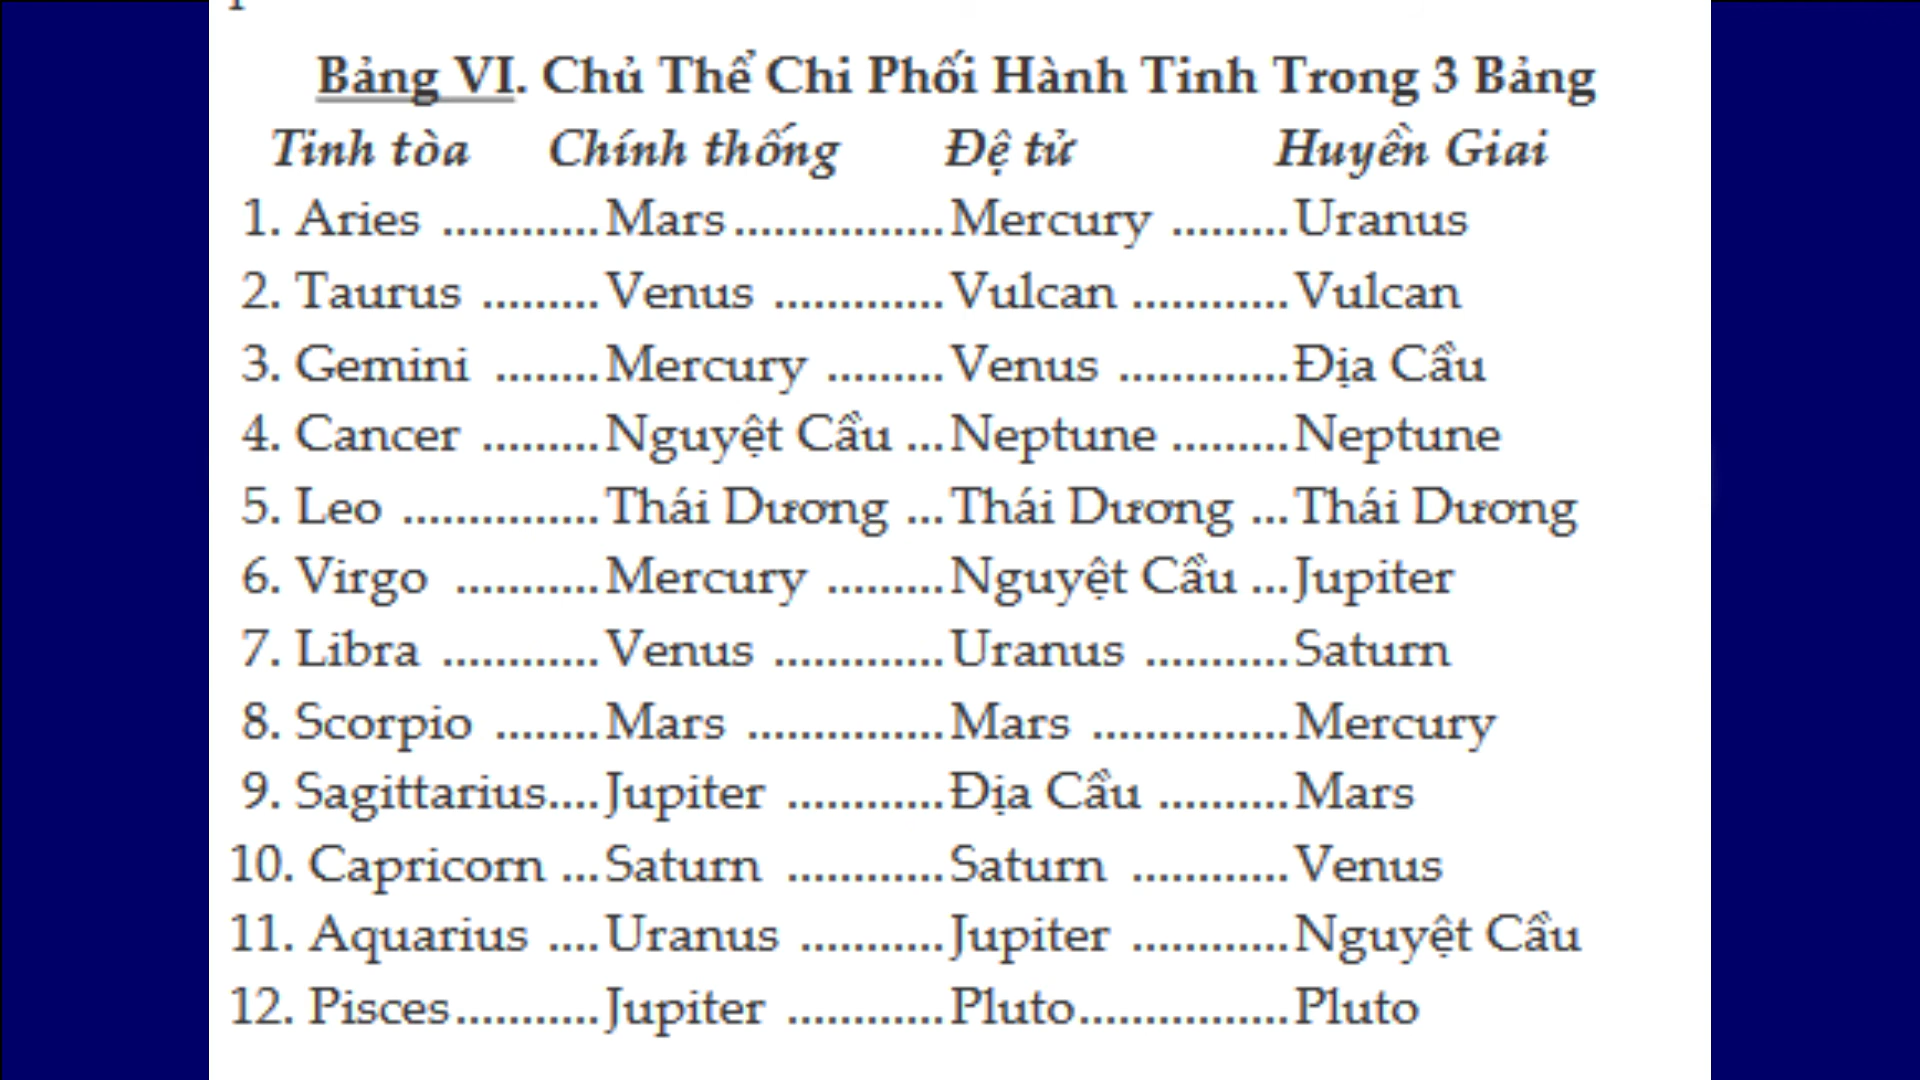 Bảng VI. Chủ Thể Chi Phối Hành Tinh Trong 3 Bảng
Tinh tòa Chính thống Đệ tử Huyền Giai
1. Aries ............Mars................Mercury .........Uranus
2. Taurus .........Venus .............Vulcan ............Vulcan
3. Gemini ........Mercury .........Venus .............Địa Cầu
4. Cancer .........Nguyệt Cầu ...Neptune .........Neptune
5. Leo ...............Thái Dương ...Thái Dương ...Thái Dương
6. Virgo ...........Mercury .........Nguyệt Cầu ...Jupiter
7. Libra ............Venus .............Uranus ...........Saturn
8. Scorpio ........Mars ...............Mars ...............Mercury
9. Sagittarius....Jupiter ............Địa Cầu ..........Mars
10. Capricorn ...Saturn ............Saturn ............Venus
11. Aquarius ....Uranus ...........Jupiter ............Nguyệt Cầu
12. Pisces...........Jupiter ............Pluto................Pluto